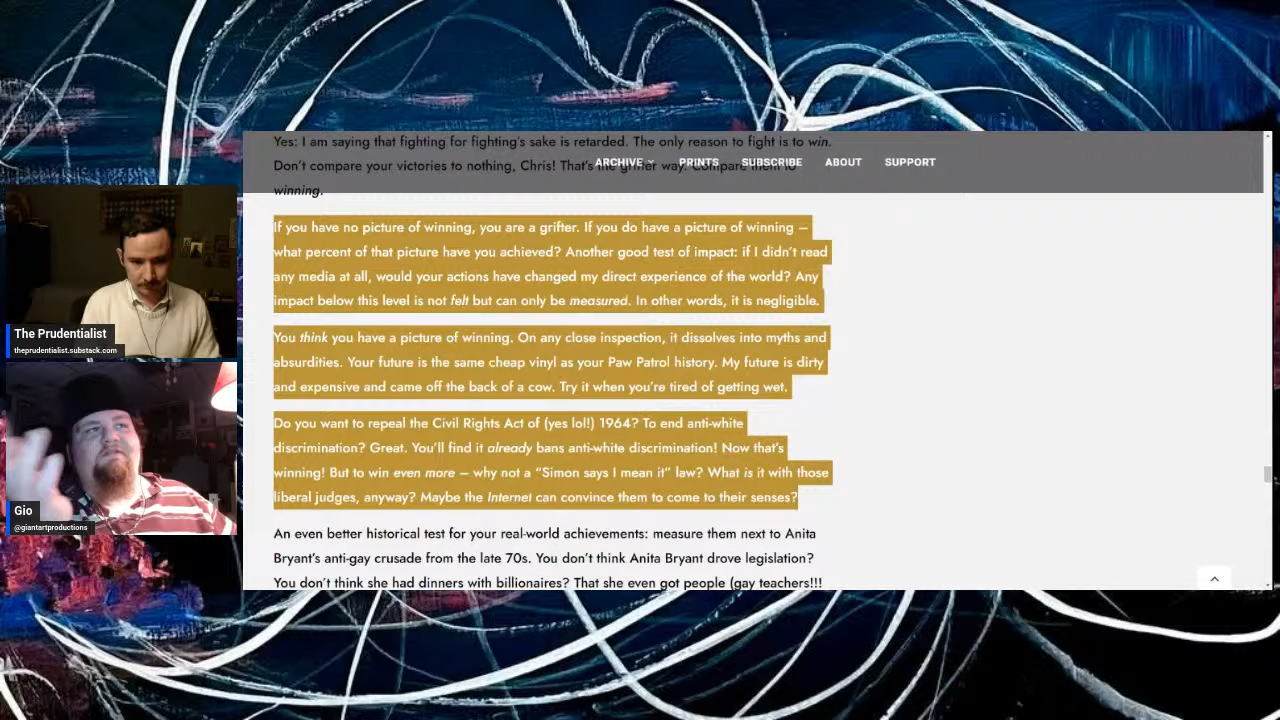 Yes: I am saying that fighting for fighting's sake is retarded. The only reason to fight is to win.
ARCHIVE PRINTS SUBSCRIBE ABOUT SUPPORT
Don't compare your victories to nothing, Chris! That's the grifter way. Compare them to
winning.
If you have no picture of winning, you are a grifter. If you do have a picture of winning –
what percent of that picture have you achieved? Another good test of impact: if I didn't read
any media at all, would your actions have changed my direct experience of the world? Any
impact below this level is not felt but can only be measured. In other words, it is negligible.
You think you have a picture of winning. On any close inspection, it dissolves into myths and
absurdities. Your future is the same cheap vinyl as your Paw Patrol history. My future is dirty
and expensive and came off the back of a cow. Try it when you're tired of getting wet.
Do you want to repeal the Civil Rights Act of (yes lol!) 1964? To end anti-white
discrimination? Great. You'll find it already bans anti-white discrimination! Now that's
winning! But to win even more – why not a “Simon says I mean it” law? What is it with those
liberal judges, anyway? Maybe the Internet can convince them to come to their senses?
An even better historical test for your real-world achievements: measure them next to Anita
Bryant's anti-gay crusade from the late 70s. You don't think Anita Bryant drove legislation?
You don't think she had dinners with billionaires? That she even got people (gay teachers!!!
The Prudentialist
theprudentialist.substack.com
Gio
@giantartproductions